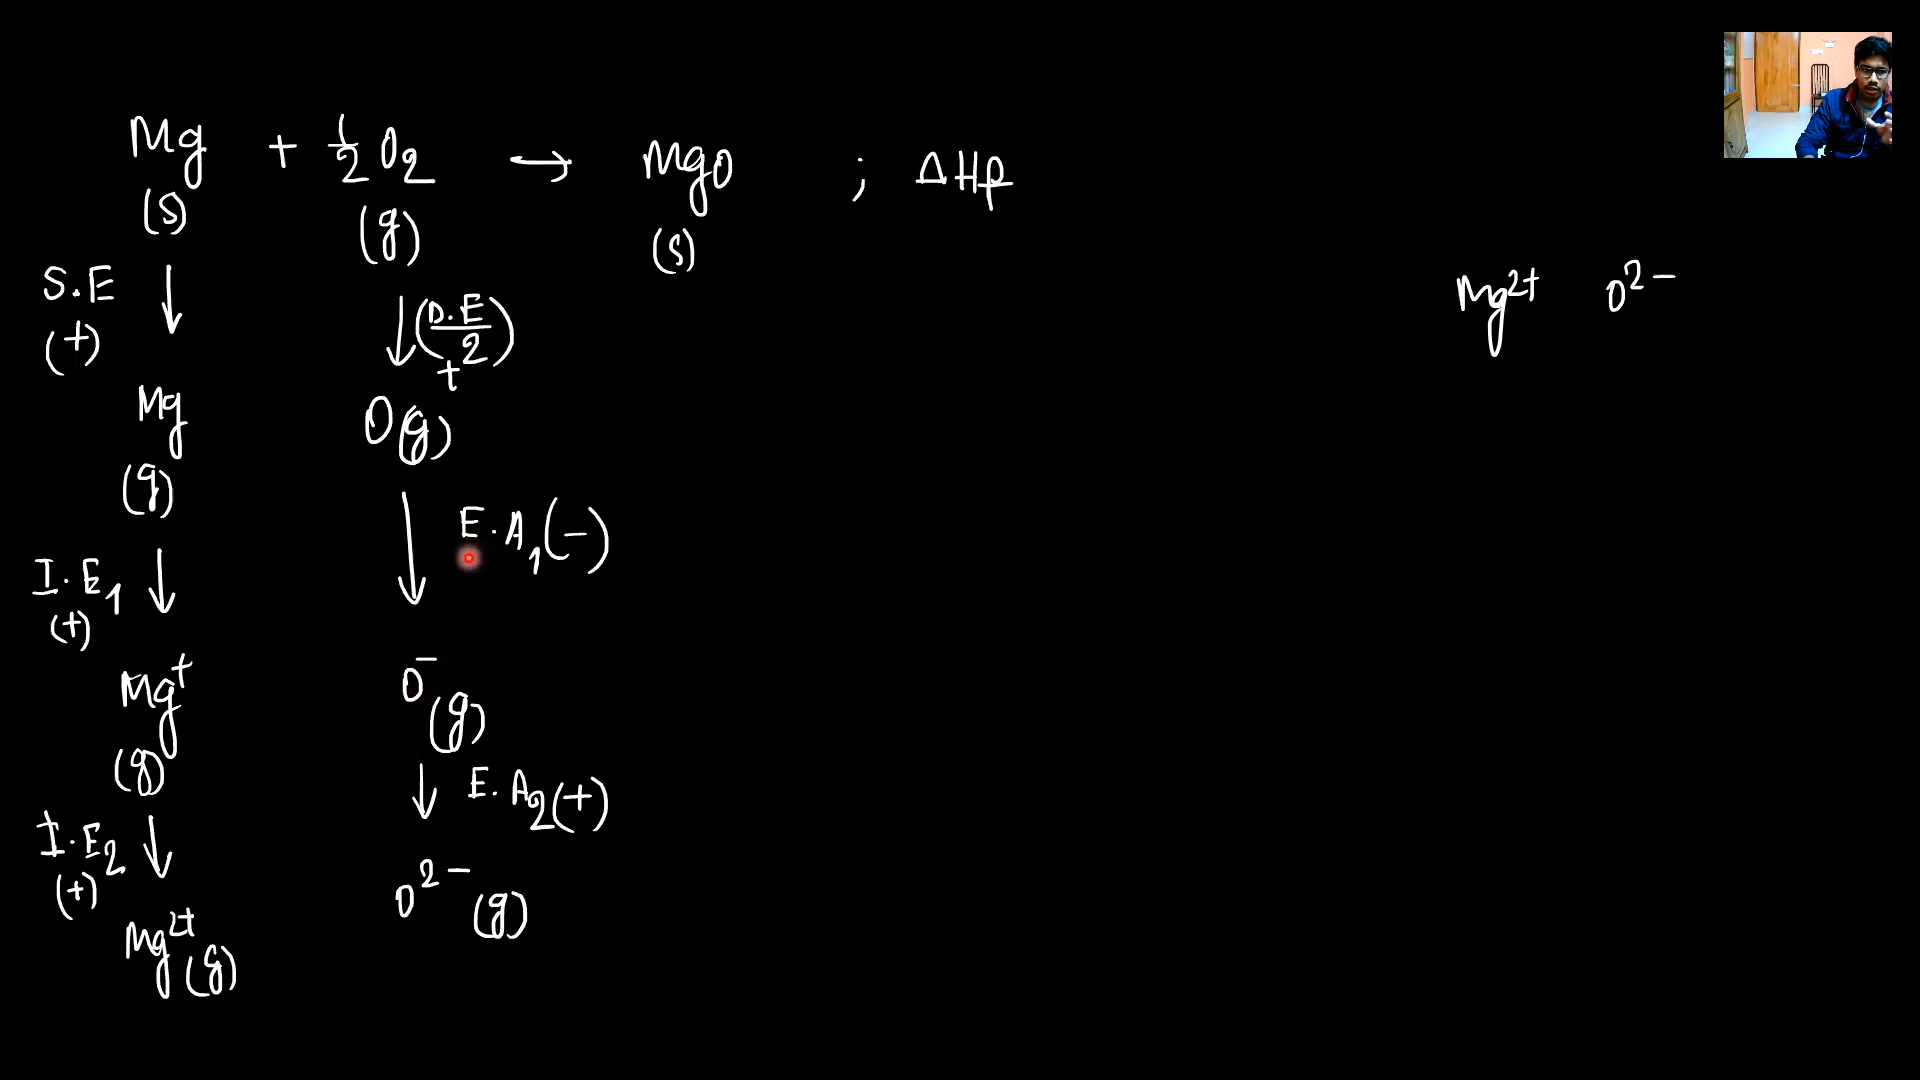 Mg + 1/2 O2 → MgO ; ΔHf
(s) (g) (s)
S.E ↓ ↓ (D.E/2)
(+) +
Mg2+ O2-
Mg O(g)
(g)
↓ E.A1(-)
I.E1 ↓
(+)
Mg+ O-(g)
(g)
↓ E.A2(+)
I.E2 ↓
(+)
O2-(g)
Mg2+(g)